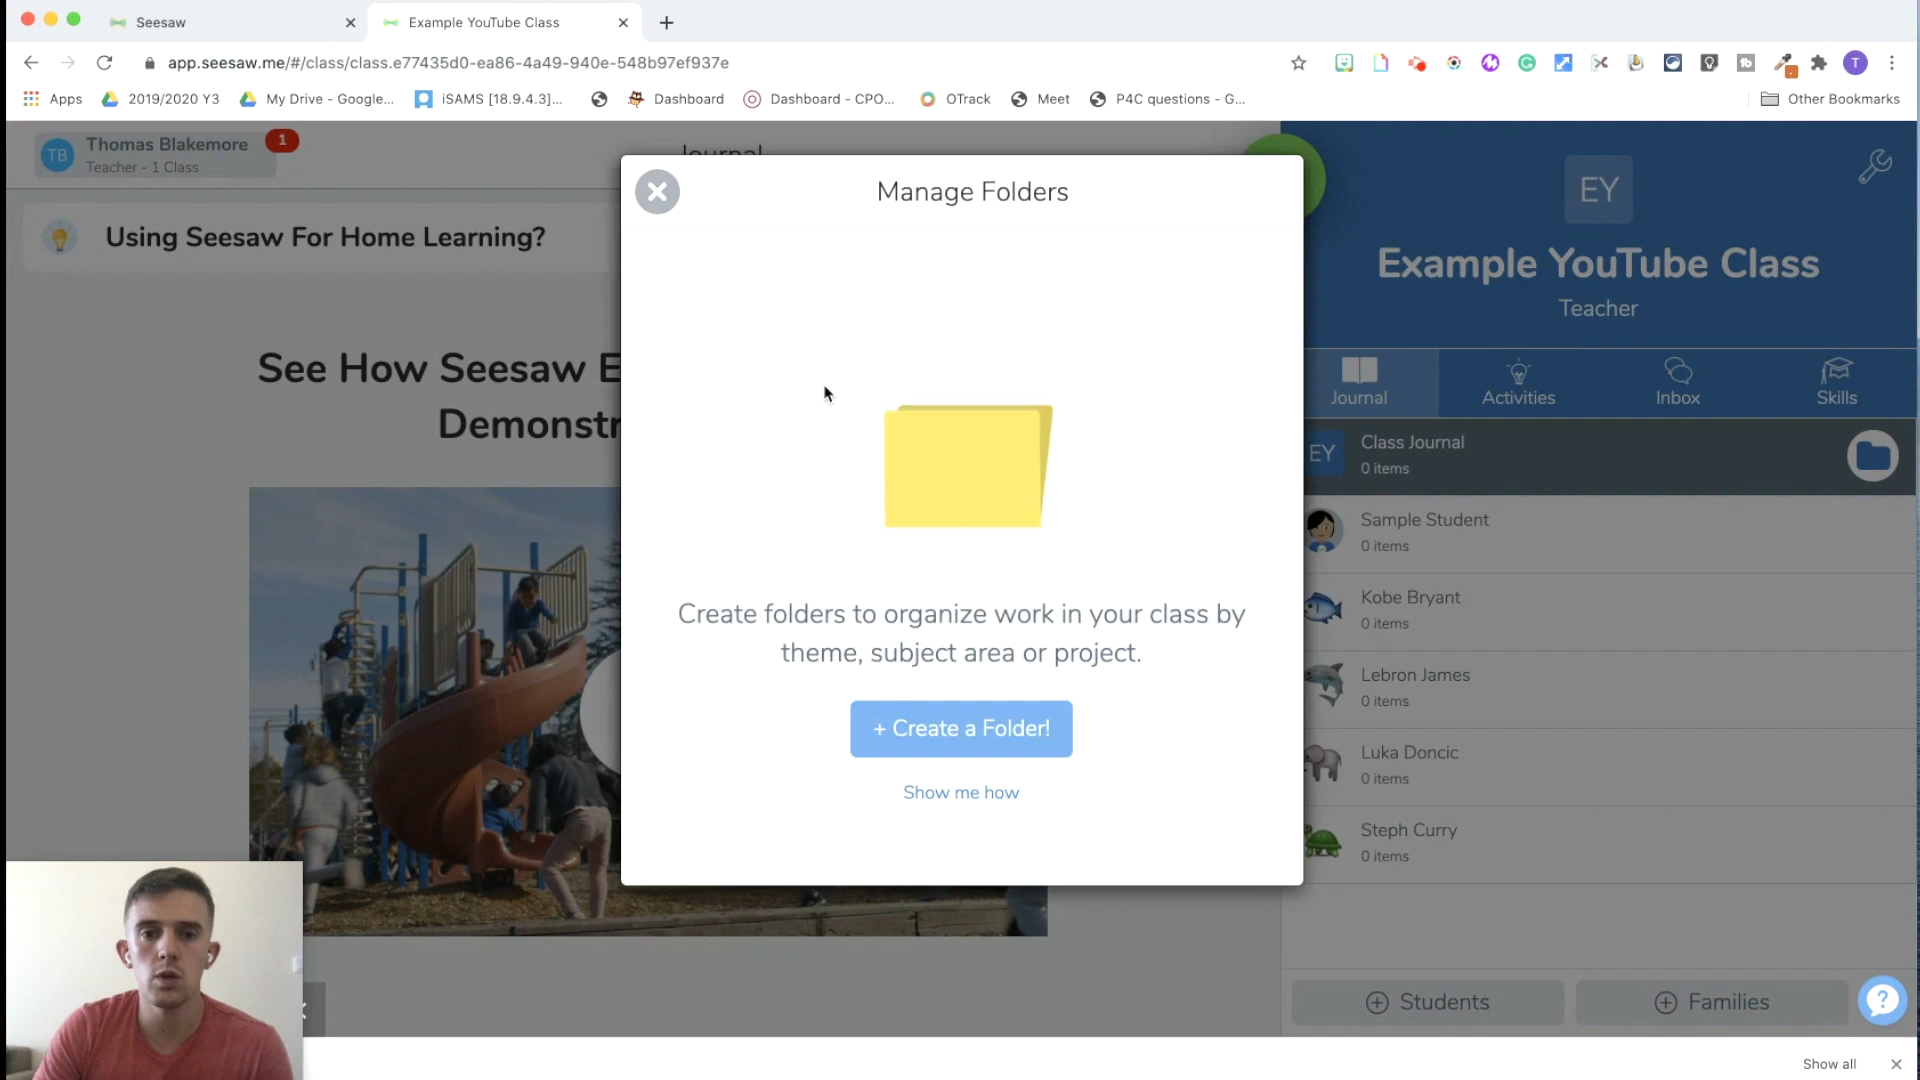 Seesaw
Example YouTube Class
app.seesaw.me/#/class/class.e77435d0-ea86-4a49-940e-548b97ef937e
T
Apps
2019/2020 Y3
My Drive - Google...
iSAMS [18.9.4.3]...
Dashboard
Dashboard - CPO...
OTrack
Meet
P4C questions - G...
Other Bookmarks
TB
Thomas Blakemore
Teacher - 1 Class
1
Journal
Using Seesaw For Home Learning?
See How Seesaw E
Demonstr
Manage Folders
Create folders to organize work in your class by
theme, subject area or project.
+ Create a Folder!
Show me how
EY
Example YouTube Class
Teacher
Journal
Activities
Inbox
Skills
EY
Class Journal
0 items
Sample Student
0 items
Kobe Bryant
0 items
Lebron James
0 items
Luka Doncic
0 items
Steph Curry
0 items
Students
Families
?
Show all